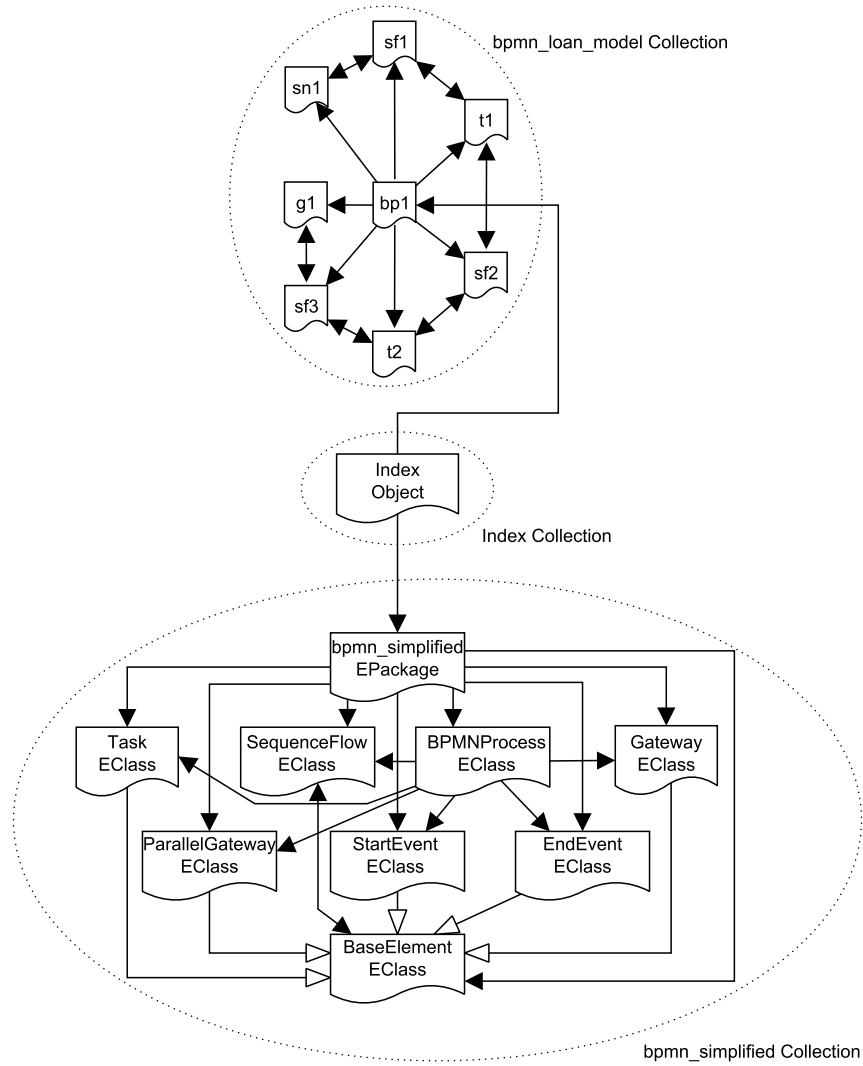 sf1
bpmn_loan_model Collection
sn1
t1
g1
bp1
sf2
sf3
t2
Index
Object
Index Collection
bpmn_simplified
EPackage
Task
EClass
SequenceFlow
EClass
BPMNProcess
EClass
Gateway
EClass
ParallelGateway
EClass
StartEvent
EClass
EndEvent
EClass
BaseElement
EClass
bpmn_simplified Collection